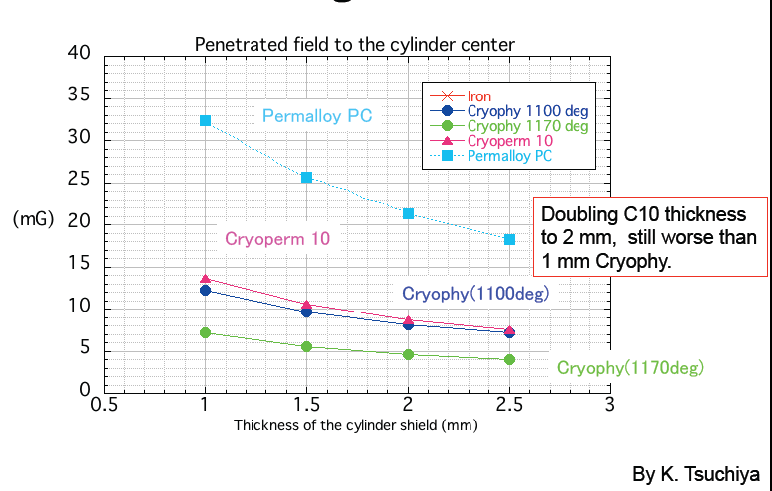 Penetrated field to the cylinder center
40
35
30
25
20
15
10
5
0
(mG)
Iron
Cryophy 1100 deg
Cryophy 1170 deg
Cryoperm 10
Permalloy PC
Permalloy PC
Cryoperm 10
Cryophy(1100deg)
Cryophy(1170deg)
Doubling C10 thickness
to 2 mm, still worse than
1 mm Cryophy.
0.5 1 1.5 2 2.5 3
Thickness of the cylinder shield (mm)
By K. Tsuchiya